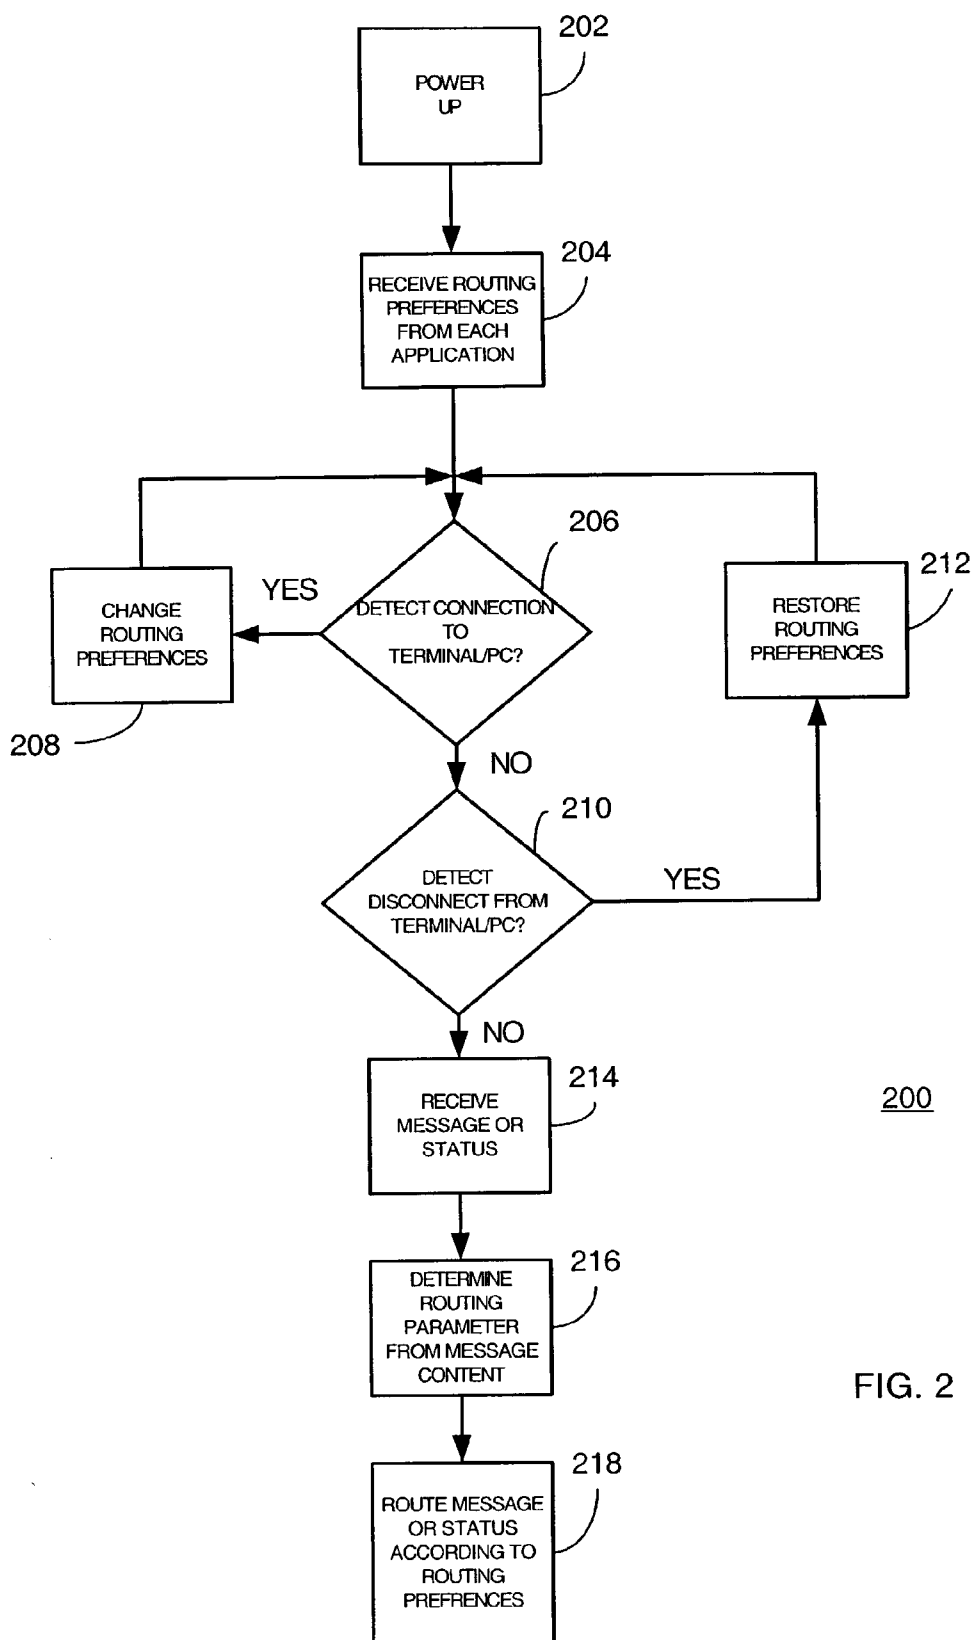 202
POWER
UP
204
RECEIVE ROUTING
PREFERENCES
FROM EACH
APPLICATION
206
DETECT CONNECTION
TO
TERMINAL/PC?
YES
CHANGE
ROUTING
PREFERENCES
208
212
RESTORE
ROUTING
PREFERENCES
NO
210
DETECT
DISCONNECT FROM
TERMINAL/PC?
YES
NO
214
RECEIVE
MESSAGE OR
STATUS
200
216
DETERMINE
ROUTING
PARAMETER
FROM MESSAGE
CONTENT
FIG. 2
218
ROUTE MESSAGE
OR STATUS
ACCORDING TO
ROUTING
PREFRENCES